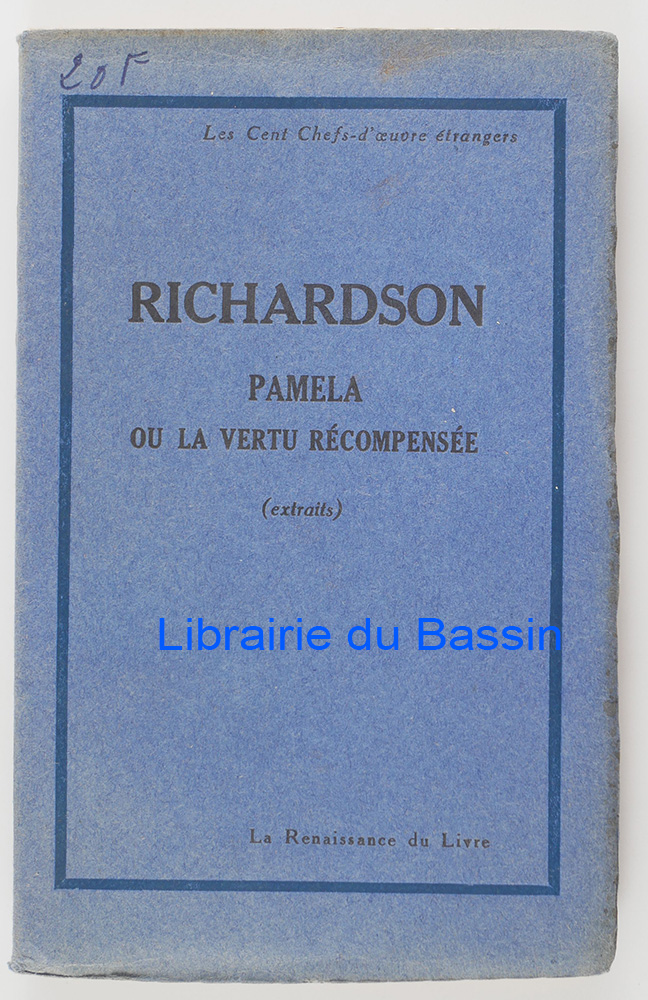 205
Les Cent Chefs-d'œuvre étrangers
RICHARDSON
PAMELA
OU LA VERTU RÉCOMPENSÉE
(extraits)
Librairie du Bassin
La Renaissance du Livre